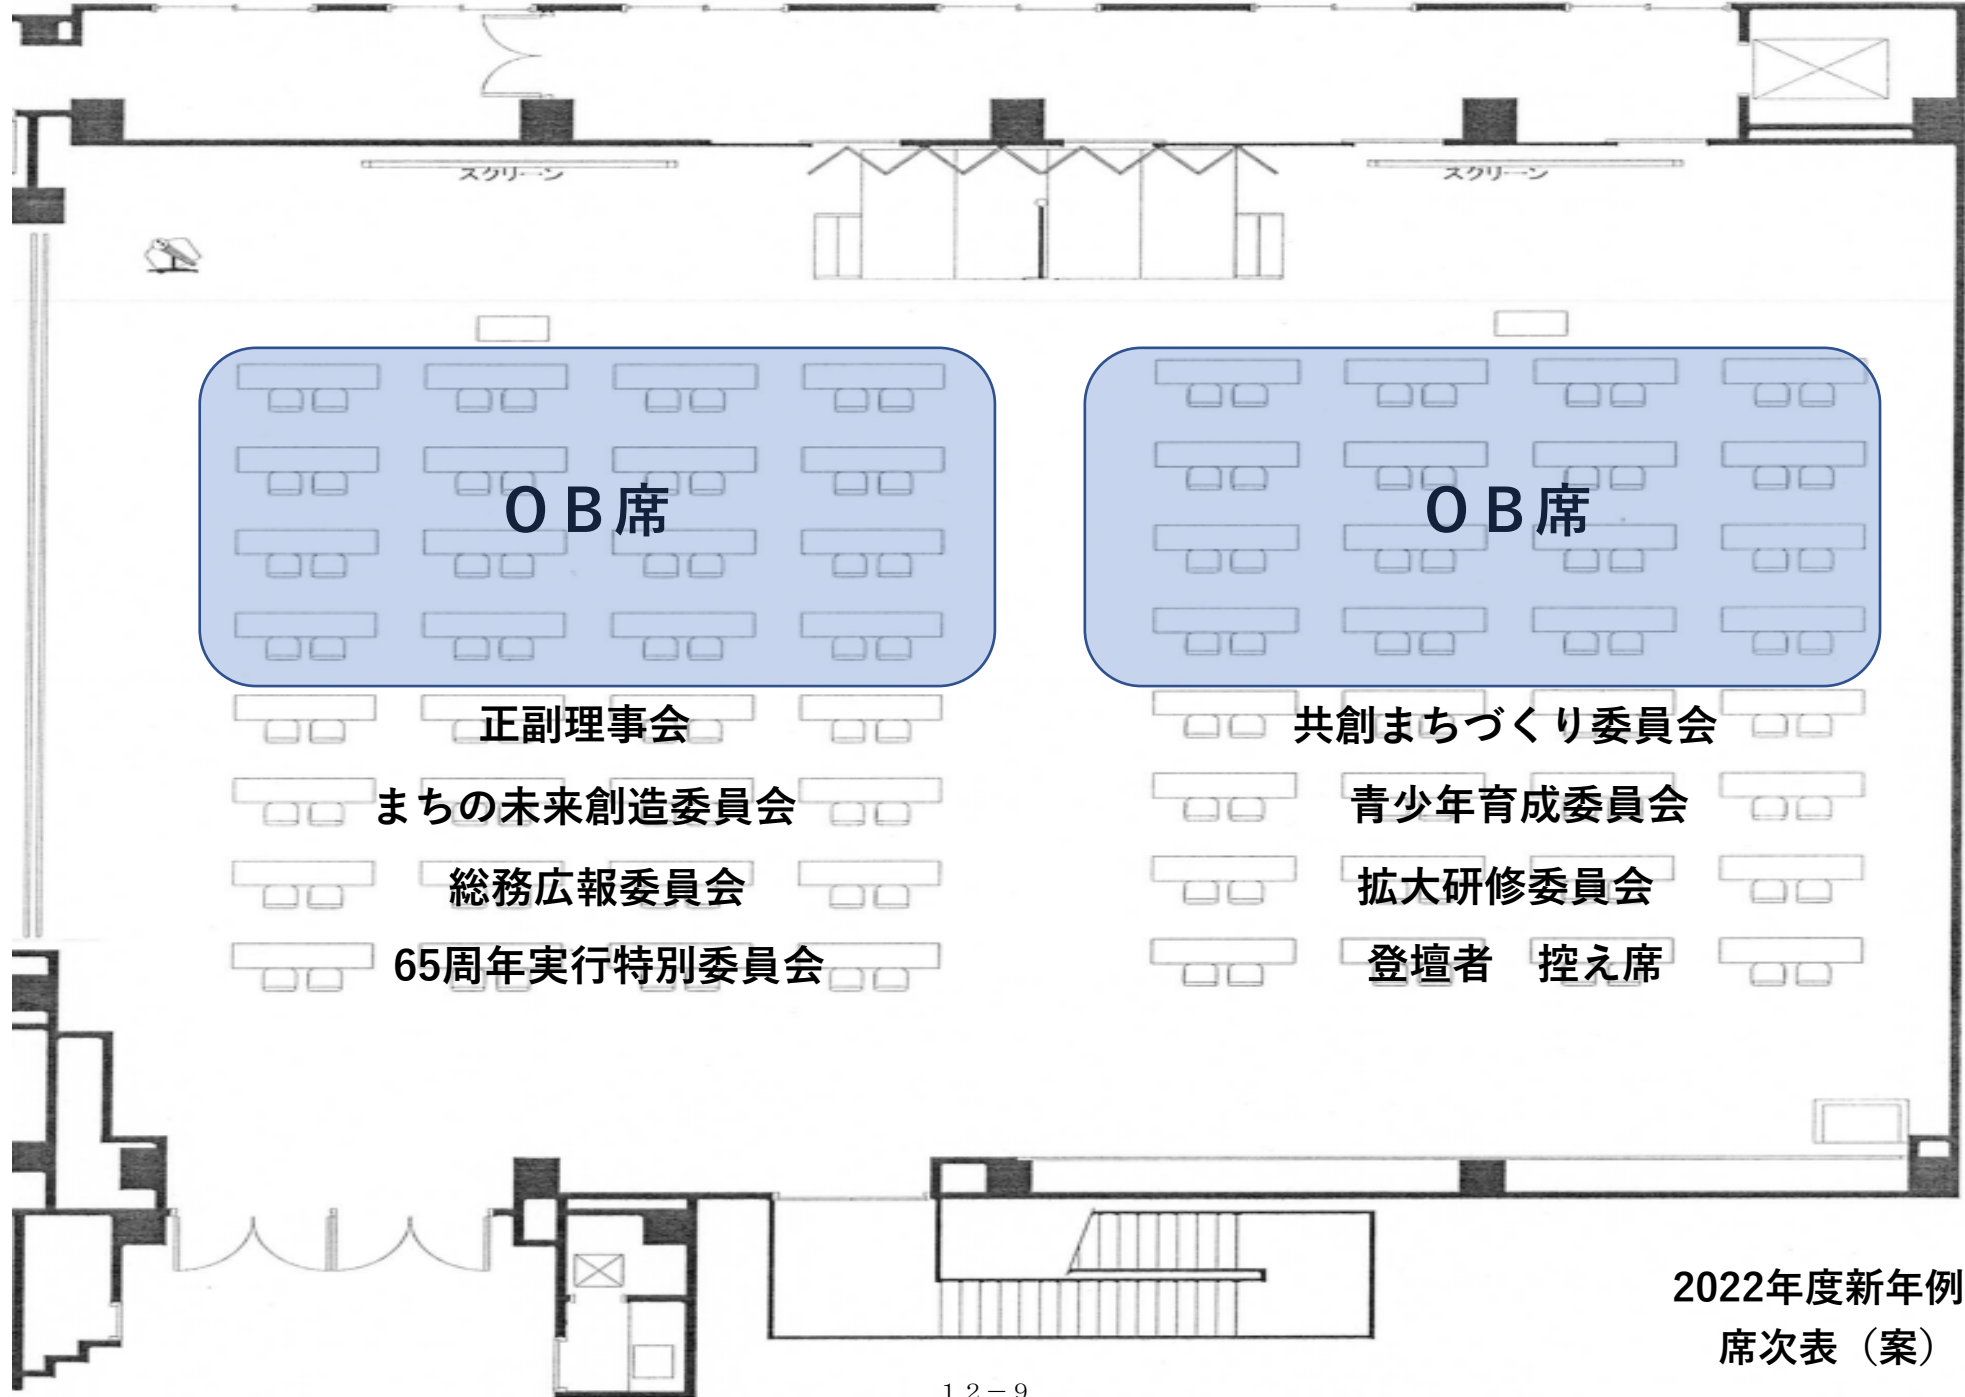 スクリーン
スクリーン
ＯＢ席
ＯＢ席
正副理事会
共創まちづくり委員会
まちの未来創造委員会
青少年育成委員会
総務広報委員会
拡大研修委員会
65周年実行特別委員会
登壇者　控え席
2022年度新年例
席次表（案）
１２－９